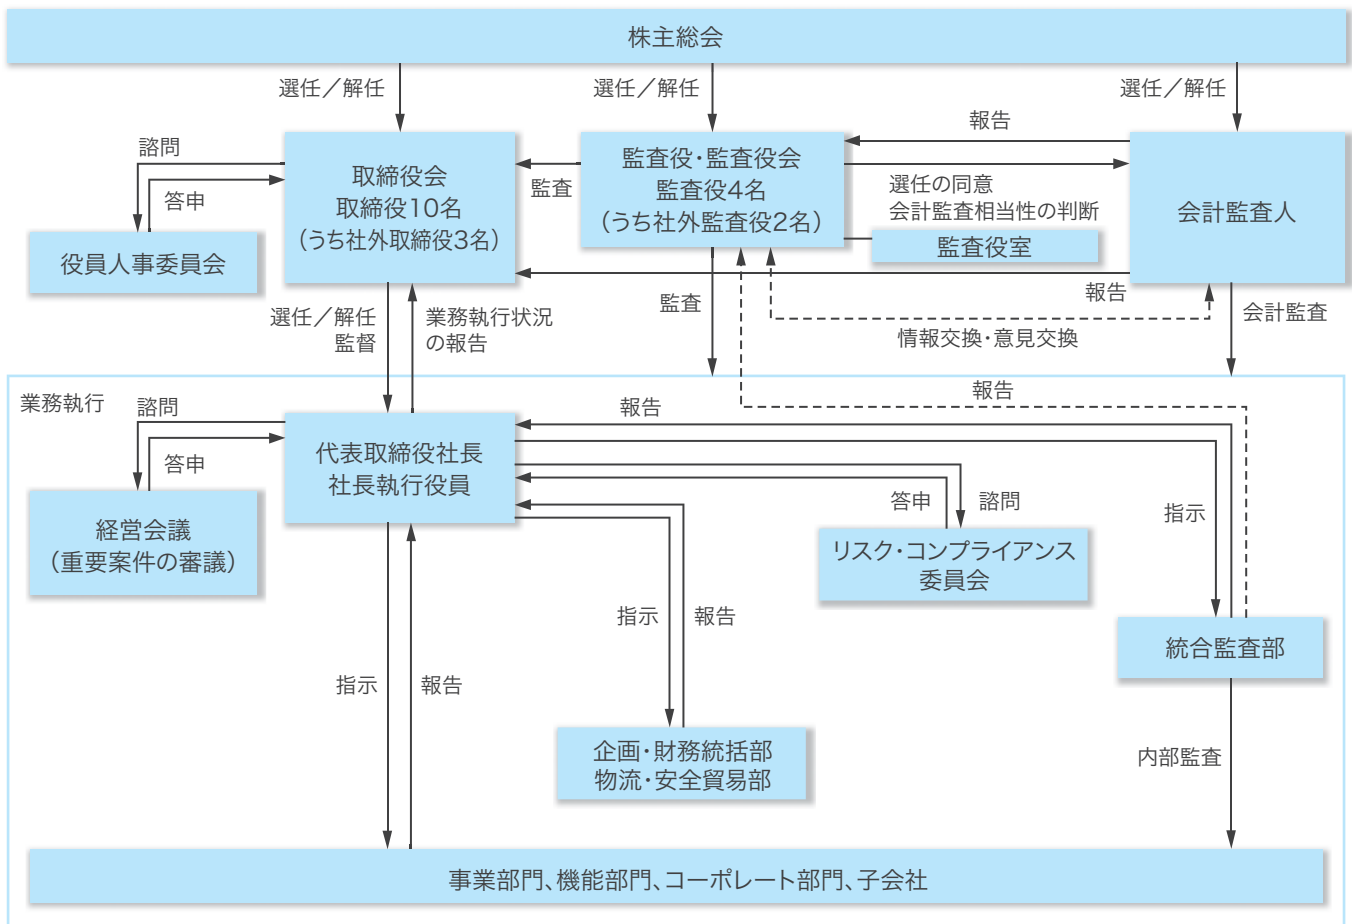 株主総会
選任／解任
選任／解任
選任／解任
報告
諮問
答申
取締役会
取締役10名
（うち社外取締役3名）
監査
監査役・監査役会
監査役4名
（うち社外監査役2名）
選任の同意
会計監査相当性の判断
会計監査人
役員人事委員会
監査役室
報告
選任／解任
監督
業務執行状況
の報告
監査
情報交換・意見交換
会計監査
業務執行
諮問
答申
報告
報告
代表取締役社長
社長執行役員
経営会議
（重要案件の審議）
答申
諮問
指示
リスク・コンプライアンス
委員会
指示
報告
統合監査部
指示
報告
企画・財務統括部
物流・安全貿易部
内部監査
事業部門、機能部門、コーポレート部門、子会社